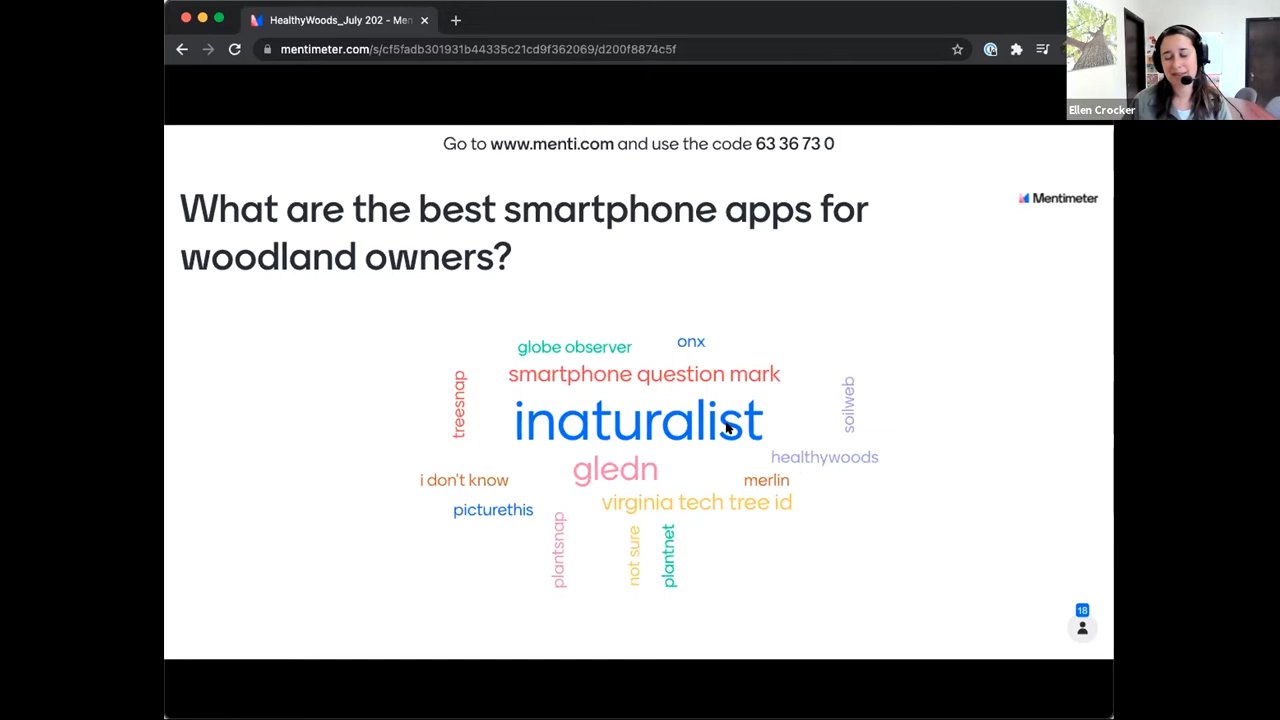 HealthyWoods_July 202 - Men
mentimeter.com/s/cf5fadb301931b44335c21cd9f362069/d200f8874c5f
Ellen Crocker
Go to www.menti.com and use the code 63 36 73 0
What are the best smartphone apps for
woodland owners?
Mentimeter
globe observer
onx
smartphone question mark
treesnap
inaturalist
soilweb
healthywoods
gledn
i don't know
merlin
virginia tech tree id
picturethis
plantsnap
not sure
plantnet
18